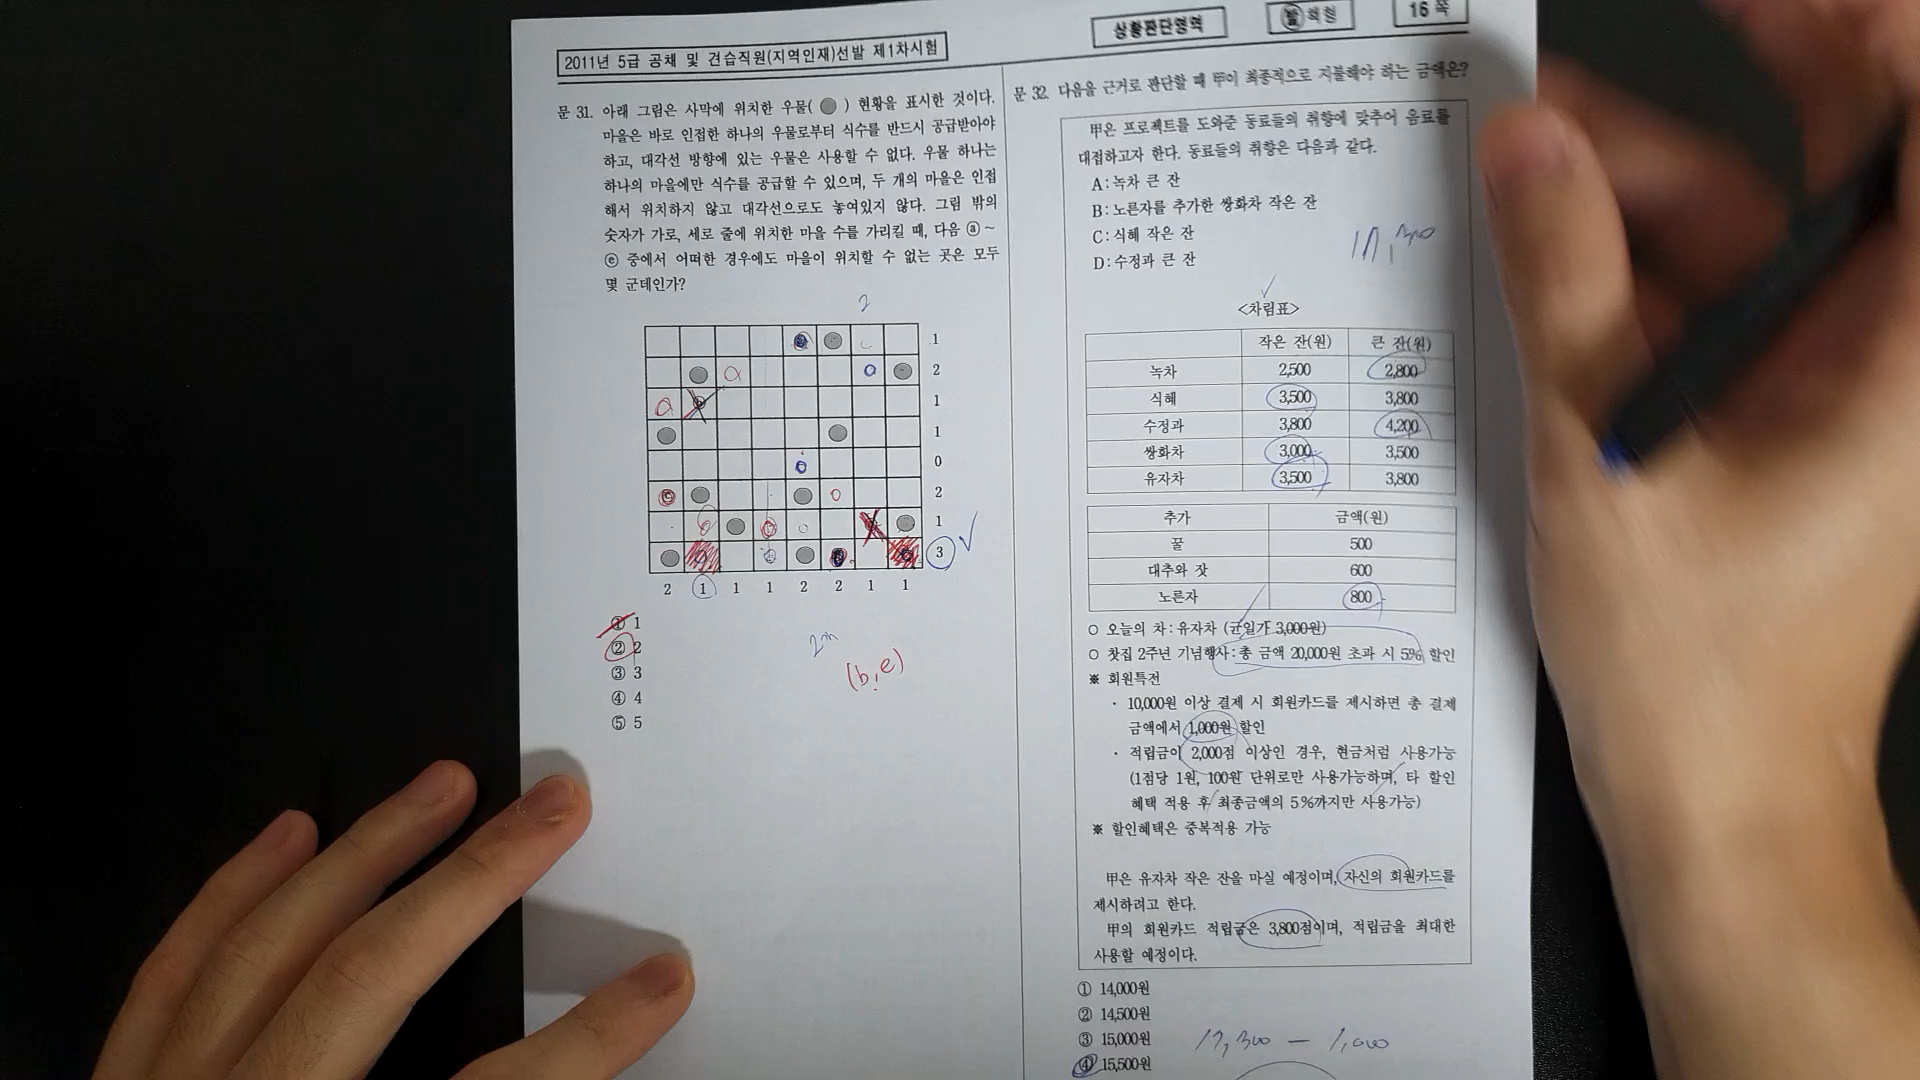 2011년 5급 공채 및 견습직원(지역인재)선발 제1차시험
상황판단영역
책형
16쪽
문 31. 아래 그림은 사막에 위치한 우물( ) 현황을 표시한 것이다.
마을은 바로 인접한 하나의 우물로부터 식수를 반드시 공급받아야
하고, 대각선 방향에 있는 우물은 사용할 수 없다. 우물 하나는
하나의 마을에만 식수를 공급할 수 있으며, 두 개의 마을은 인접
해서 위치하지 않고 대각선으로도 놓여있지 않다. 그림 밖의
숫자가 가로, 세로 줄에 위치한 마을 수를 가리킬 때, 다음 ⓐ ~
ⓔ 중에서 어떠한 경우에도 마을이 위치할 수 없는 곳은 모두
몇 군데인가?
2
1
2
1
1
0
2
1
3
2 1 1 1 2 2 1 1
① 1
② 2
③ 3
④ 4
⑤ 5
(b, e)
문 32. 다음을 근거로 판단할 때 甲이 최종적으로 지불해야 하는 금액은?
甲은 프로젝트를 도와준 동료들의 취향에 맞추어 음료를
대접하고자 한다. 동료들의 취향은 다음과 같다.
A:녹차 큰 잔
B:노른자를 추가한 쌍화차 작은 잔
C:식혜 작은 잔
D:수정과 큰 잔
17,300
<차림표>
작은 잔(원) 큰 잔(원)
녹차 2,500 2,800
식혜 3,500 3,800
수정과 3,800 4,200
쌍화차 3,000 3,500
유자차 3,500 3,800
추가 금액(원)
꿀 500
대추와 잣 600
노른자 800
○ 오늘의 차:유자차 (균일가 3,000원)
○ 찻집 2주년 기념행사:총 금액 20,000원 초과 시 5% 할인
※ 회원특전
· 10,000원 이상 결제 시 회원카드를 제시하면 총 결제
금액에서 1,000원 할인
· 적립금이 2,000점 이상인 경우, 현금처럼 사용가능
(1점당 1원, 100원 단위로만 사용가능하며, 타 할인
혜택 적용 후 최종금액의 5%까지만 사용가능)
※ 할인혜택은 중복적용 가능
甲은 유자차 작은 잔을 마실 예정이며, 자신의 회원카드를
제시하려고 한다.
甲의 회원카드 적립금은 3,800점이며, 적립금을 최대한
사용할 예정이다.
① 14,000원
② 14,500원
③ 15,000원
④ 15,500원
17,300 - 1,000